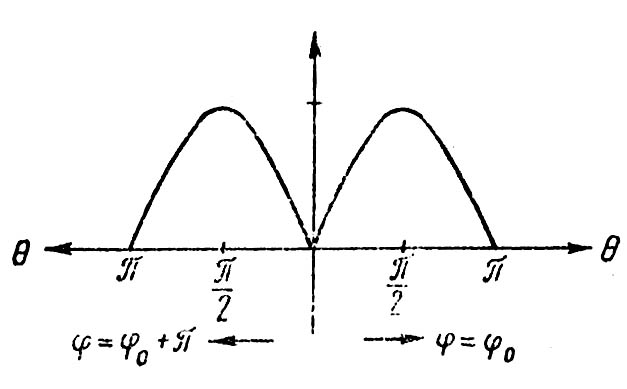 θ θ
π π/2 π/2 π
φ = φ₀ + π φ = φ₀